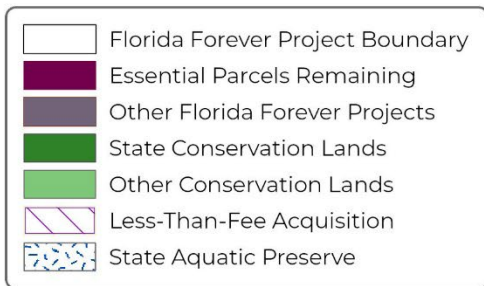 Florida Forever Project Boundary
Essential Parcels Remaining
Other Florida Forever Projects
State Conservation Lands
Other Conservation Lands
Less-Than-Fee Acquisition
State Aquatic Preserve